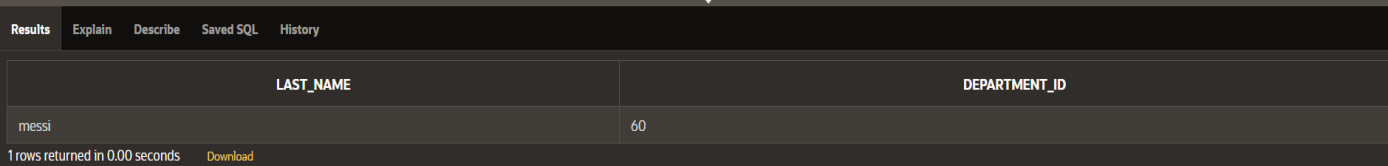 Results Explain Describe Saved SQL History
LAST_NAME DEPARTMENT_ID
messi 60
1 rows returned in 0.00 seconds Download